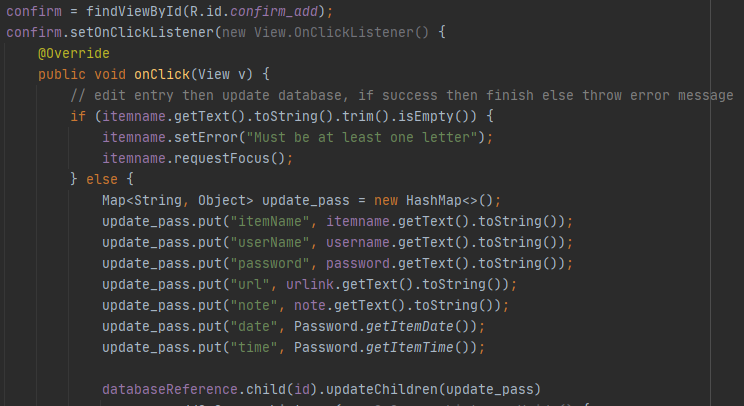 confirm = findViewById(R.id.confirm_add);
confirm.setOnClickListener(new View.OnClickListener() {
@Override
public void onClick(View v) {
// edit entry then update database, if success then finish else throw error message
if (itemname.getText().toString().trim().isEmpty()) {
itemname.setError("Must be at least one letter");
itemname.requestFocus();
} else {
Map<String, Object> update_pass = new HashMap<>();
update_pass.put("itemName", itemname.getText().toString());
update_pass.put("userName", username.getText().toString());
update_pass.put("password", password.getText().toString());
update_pass.put("url", urlink.getText().toString());
update_pass.put("note", note.getText().toString());
update_pass.put("date", Password.getItemDate());
update_pass.put("time", Password.getItemTime());
databaseReference.child(id).updateChildren(update_pass)